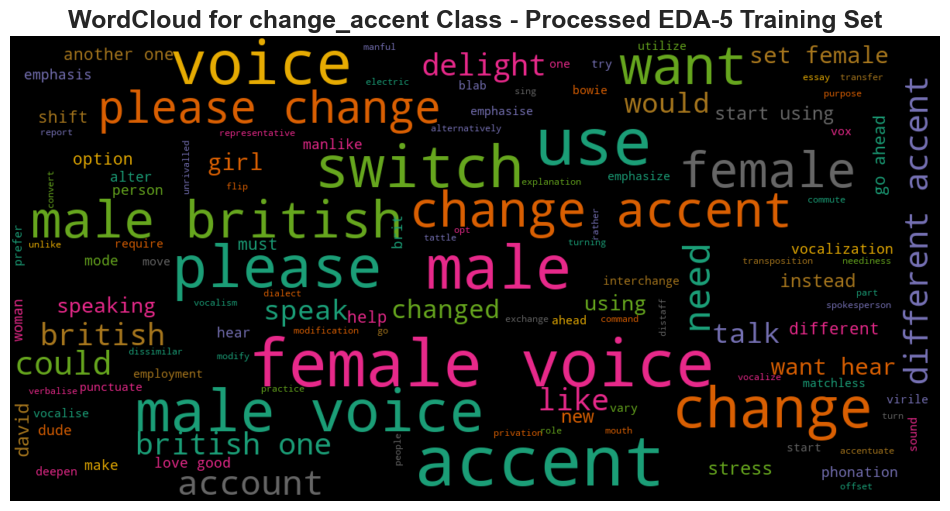 WordCloud for change_accent Class - Processed EDA-5 Training Set
another one
voice
manful
delight
one
try
utilize
want
set female
emphasis
electric
blab
sing
bowie
essay
transfer
purpose
please change
emphasise
would
start using
shift
report
representative
alternatively
use
vox
go ahead
different accent
option
unrivalled
girl
manlike
switch
female
alter
person
convert
flip
explanation
emphasize
commute
male british
brit
change accent
rather
prefer
unlike
require
must
tattle
opt
turning
vocalization
mode
move
please
male
need
transposition
neediness
interchange
instead
woman
speaking
vocalism
dialect
speak
help
changed
using
distaff
part
spokesperson
british
hear
modification
go
exchange
ahead
command
talk
different
could
dissimilar
modify
female voice
want hear
verbalise
punctuate
employment
practice
vocalize
matchless
david
vocalise
male voice
like
vary
new
change
virile
dude
british one
people
privation
role
mouth
turn
sound
start
accentuate
deepen
make
love good
account
accent
stress
phonation
offset